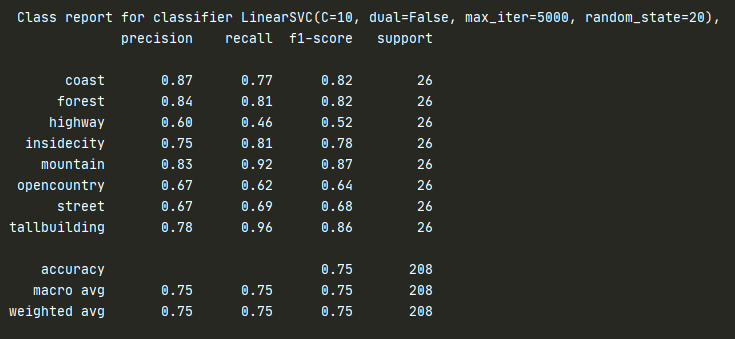 Class report for classifier LinearSVC(C=10, dual=False, max_iter=5000, random_state=20),
precision recall f1-score support
coast 0.87 0.77 0.82 26
forest 0.84 0.81 0.82 26
highway 0.60 0.46 0.52 26
insidecity 0.75 0.81 0.78 26
mountain 0.83 0.92 0.87 26
opencountry 0.67 0.62 0.64 26
street 0.67 0.69 0.68 26
tallbuilding 0.78 0.96 0.86 26
accuracy 0.75 208
macro avg 0.75 0.75 0.75 208
weighted avg 0.75 0.75 0.75 208